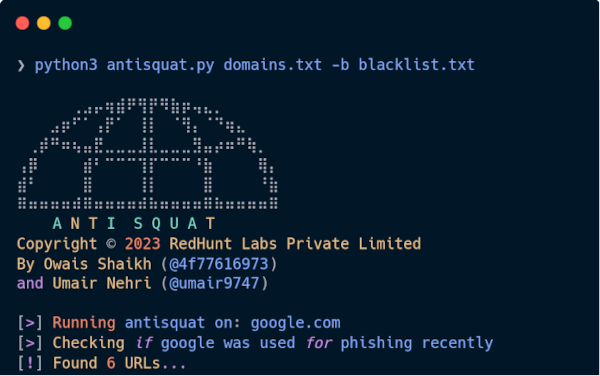 ❯ python3 antisquat.py domains.txt -b blacklist.txt
A N T I S Q U A T
Copyright © 2023 RedHunt Labs Private Limited
By Owais Shaikh (@4f77616973)
and Umair Nehri (@umair9747)
[>] Running antisquat on: google.com
[>] Checking if google was used for phishing recently
[!] Found 6 URLs...